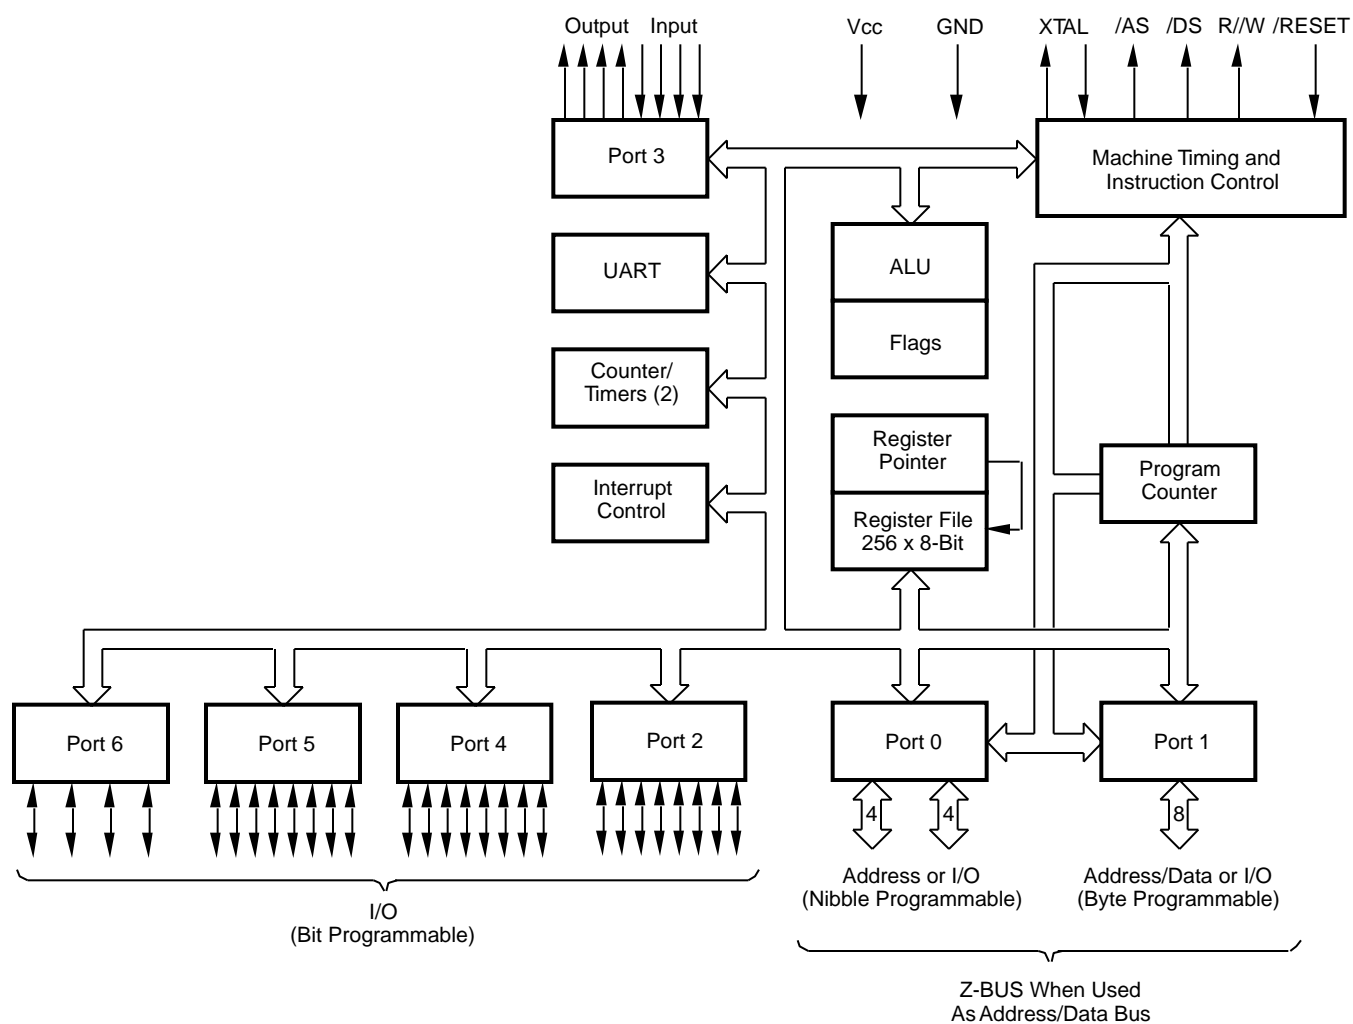 Output Input Vcc GND XTAL /AS /DS R//W /RESET
Port 3
Machine Timing and
Instruction Control
UART
ALU
Flags
Counter/
Timers (2)
Register
Pointer
Program
Counter
Interrupt
Control
Register File
256 x 8-Bit
Port 6
Port 5
Port 4
Port 2
Port 0
Port 1
4
4
8
Address or I/O
(Nibble Programmable)
Address/Data or I/O
(Byte Programmable)
I/O
(Bit Programmable)
Z-BUS When Used
As Address/Data Bus